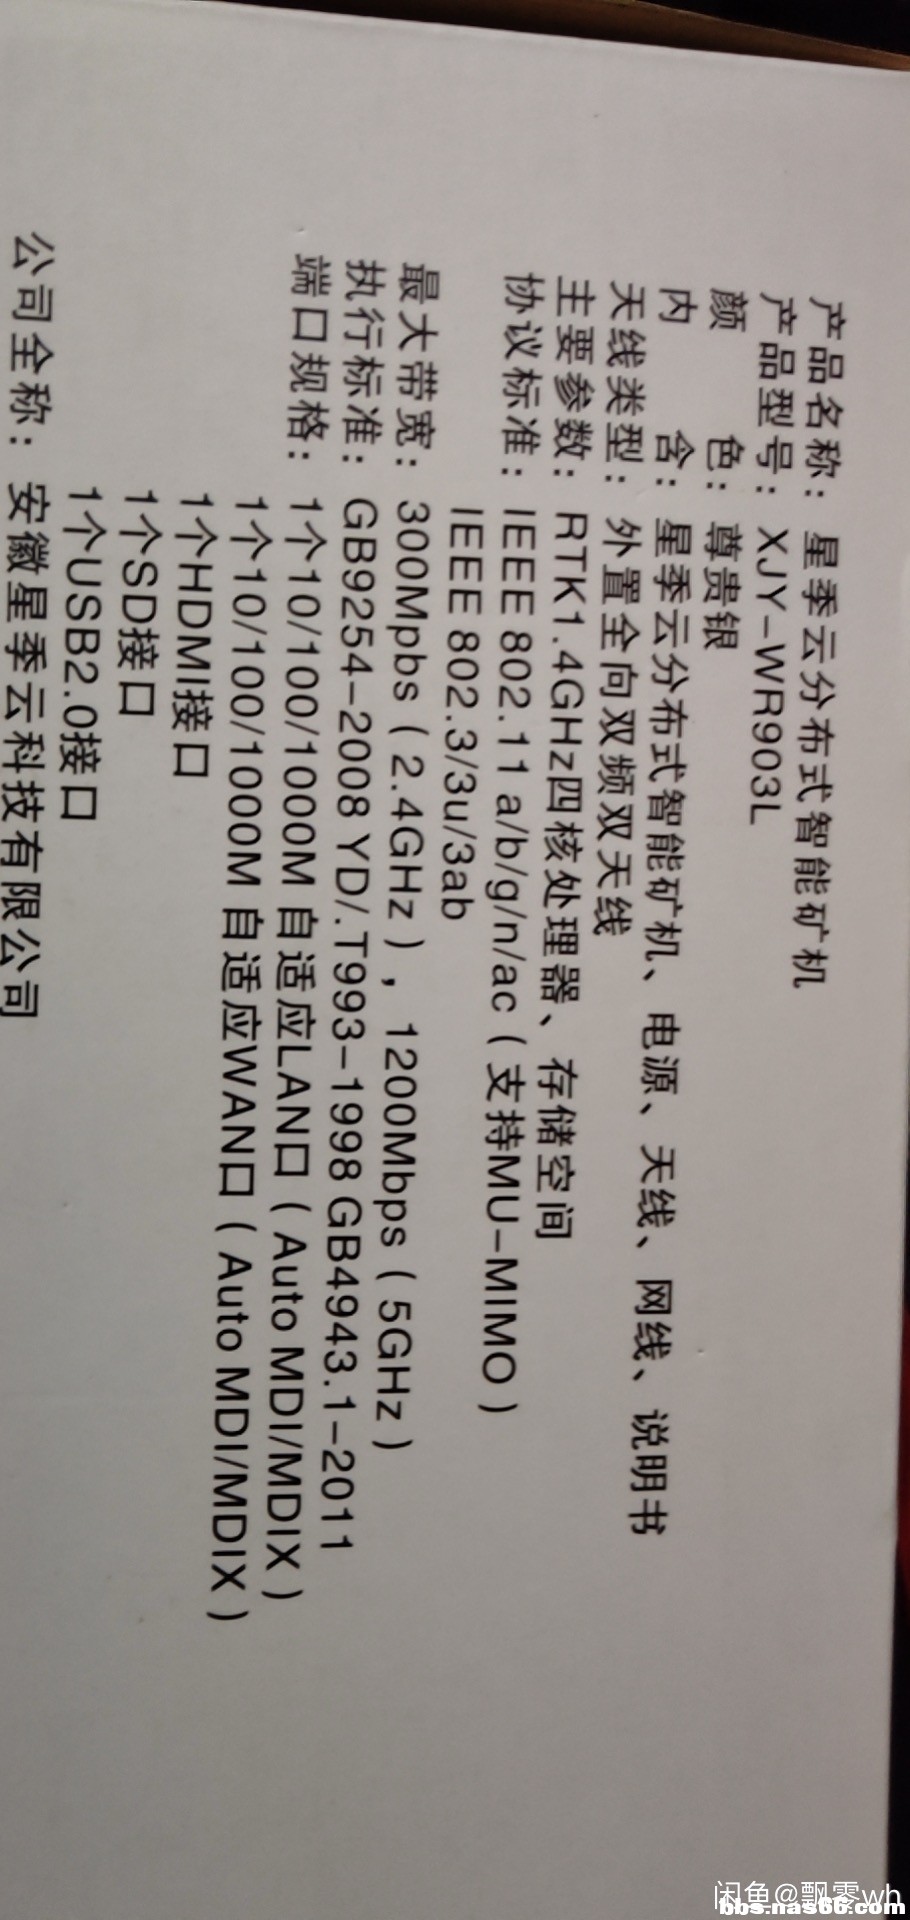 产品名称：星季云分布式智能矿机
产品型号：XJY-WR903L
颜 色：尊贵银
内 含：星季云分布式智能矿机、电源、天线、网线、说明书
天线类型：外置全向双频双天线
主要参数：RTK1.4GHz四核处理器、存储空间
协议标准：IEEE 802.11 a/b/g/n/ac（支持MU-MIMO）
IEEE 802.3/3u/3ab
最大带宽：300Mpbs（2.4GHz），1200Mbps（5GHz）
执行标准：GB9254-2008 YD/.T993-1998 GB4943.1-2011
端口规格：1个10/100/1000M 自适应LAN口（Auto MDI/MDIX）
1个10/100/1000M 自适应WAN口（Auto MDI/MDIX）
1个HDMI接口
1个SD接口
1个USB2.0接口
公司全称：安徽星季云科技有限公司
闲鱼@飘零wh
bbs.nas66.com